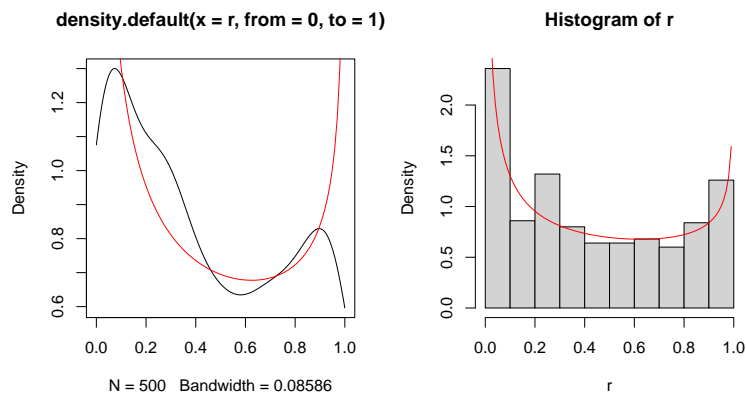 density.default(x = r, from = 0, to = 1)
Density
0.6 0.8 1.0 1.2
0.0 0.2 0.4 0.6 0.8 1.0
N = 500 Bandwidth = 0.08586
Histogram of r
Density
0.0 0.5 1.0 1.5 2.0
0.0 0.2 0.4 0.6 0.8 1.0
r